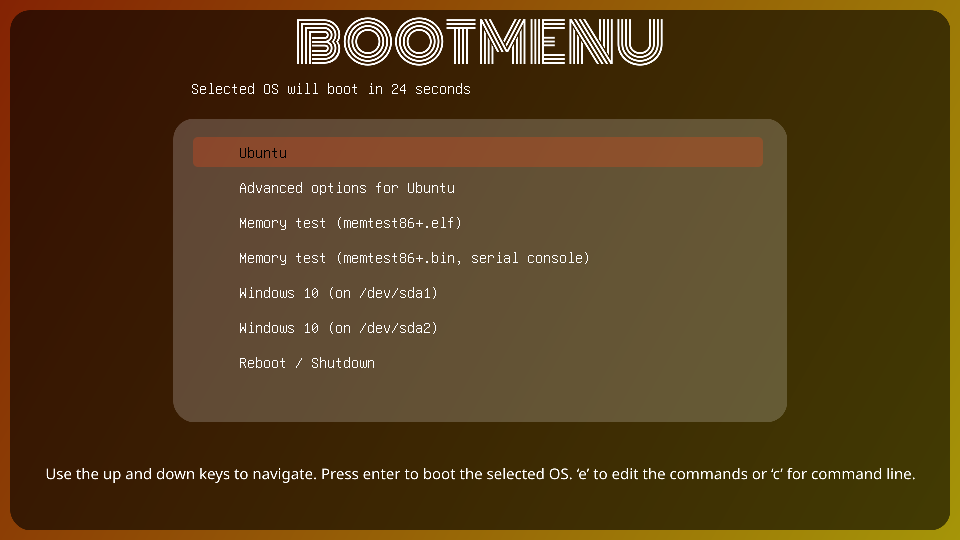 BOOTMENU
Selected OS will boot in 24 seconds
Ubuntu
Advanced options for Ubuntu
Memory test (memtest86+.elf)
Memory test (memtest86+.bin, serial console)
Windows 10 (on /dev/sda1)
Windows 10 (on /dev/sda2)
Reboot / Shutdown
Use the up and down keys to navigate. Press enter to boot the selected OS. ‘e’ to edit the commands or ‘c’ for command line.